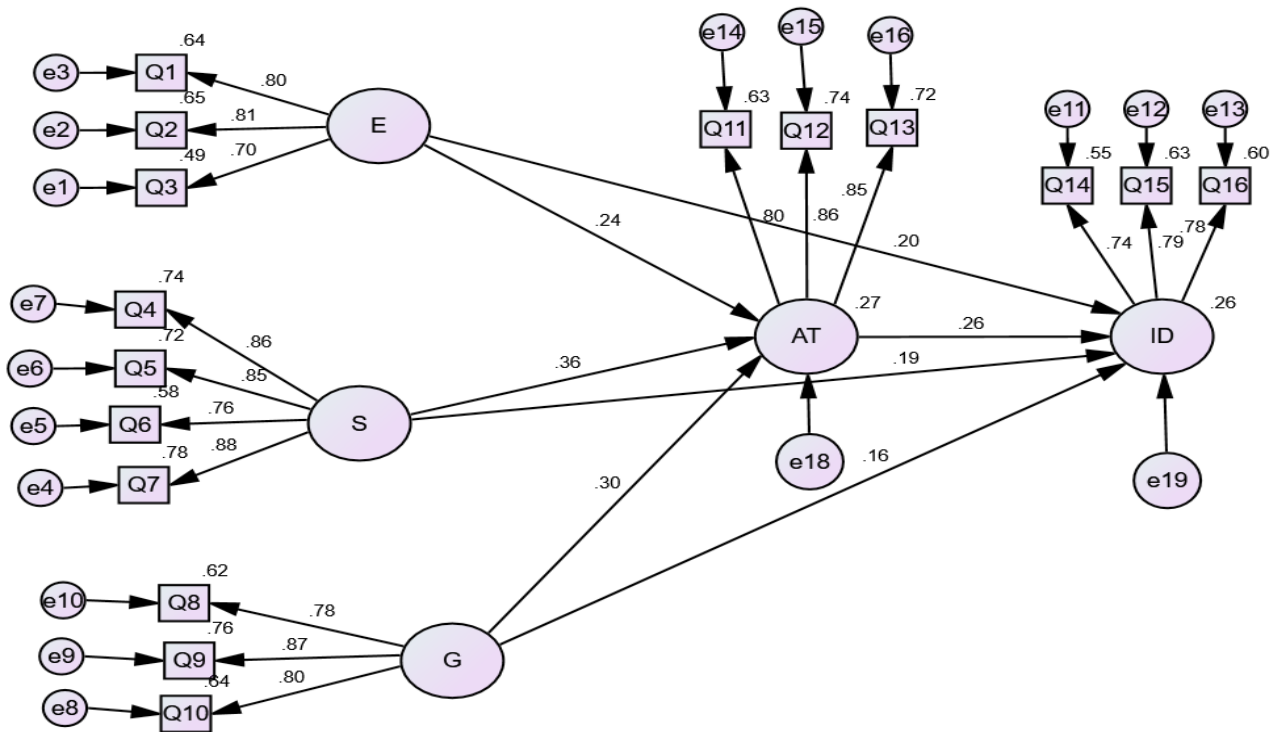 e14
e15
e16
.64
e3
Q1
.80
.65
e2
Q2
.81
.49
e1
Q3
.70
E
.63
Q11
.74
Q12
.72
Q13
e11
e12
e13
.55
.63
.60
Q14
Q15
Q16
.80
.86
.85
.74
.79
.78
.24
.20
.74
e7
Q4
.72
.86
e6
Q5
.85
.58
e5
Q6
.76
.78
.88
e4
Q7
S
.27
AT
.26
.26
ID
.36
.19
e18
e19
.30
.16
.62
e10
Q8
.78
.76
e9
Q9
.87
.64
e8
Q10
.80
G